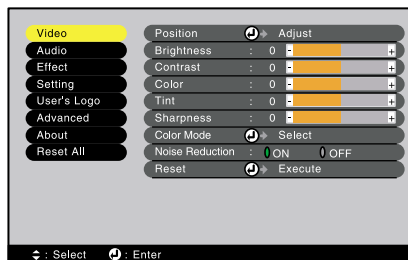 Video
Audio
Effect
Setting
User's Logo
Advanced
About
Reset All
Position Adjust
Brightness : 0 - +
Contrast : 0 - +
Color : 0 - +
Tint : 0 - +
Sharpness : 0 - +
Color Mode Select
Noise Reduction : ON OFF
Reset Execute
: Select : Enter